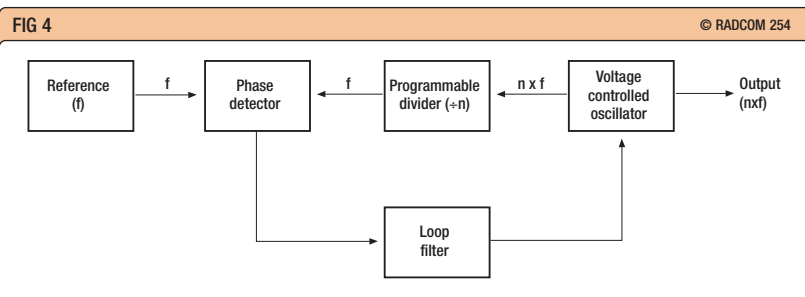 FIG 4
© RADCOM 254
Reference
(f)
f
Phase
detector
f
Programmable
divider (÷n)
n x f
Voltage
controlled
oscillator
Output
(nxf)
Loop
filter